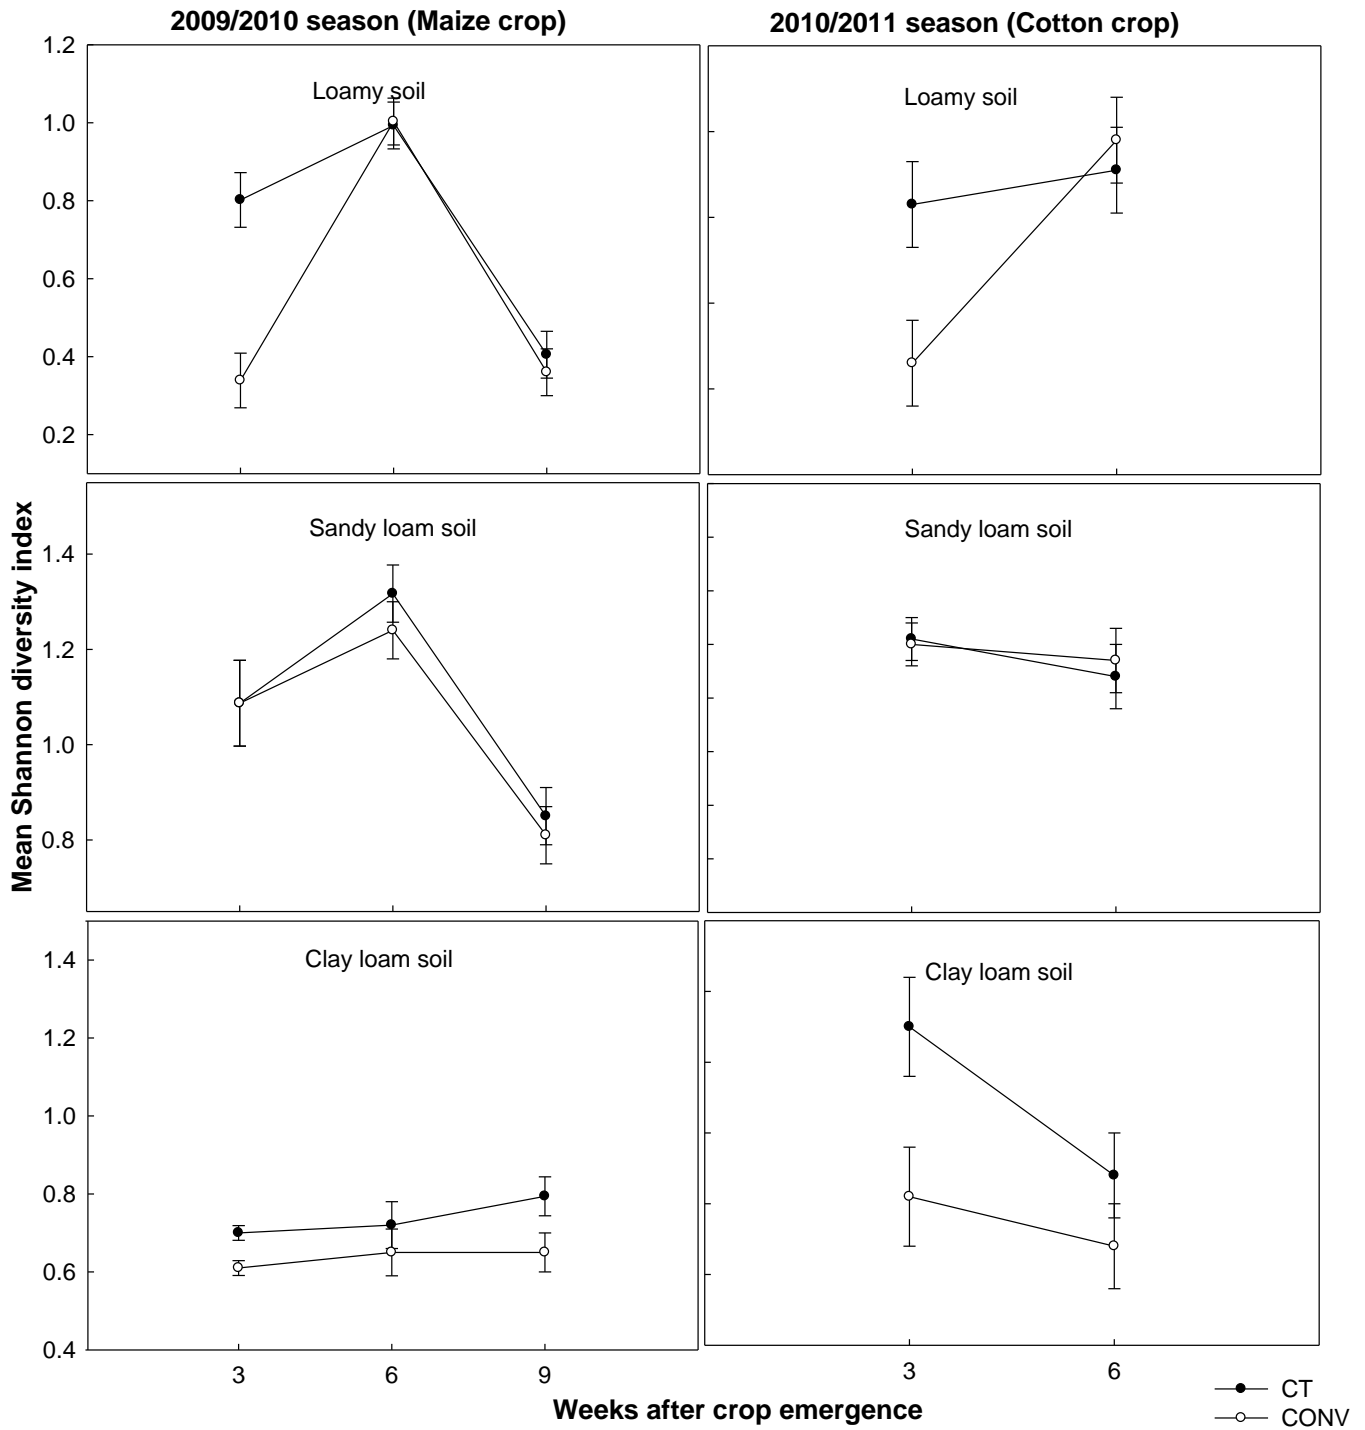 2009/2010 season (Maize crop)
2010/2011 season (Cotton crop)
Mean Shannon diversity index
1.2
1.0
0.8
0.6
0.4
0.2
Loamy soil
Loamy soil
1.4
1.2
1.0
0.8
Sandy loam soil
Sandy loam soil
1.4
1.2
1.0
0.8
0.6
0.4
Clay loam soil
Clay loam soil
3 6 9
3 6
Weeks after crop emergence
CT
CONV